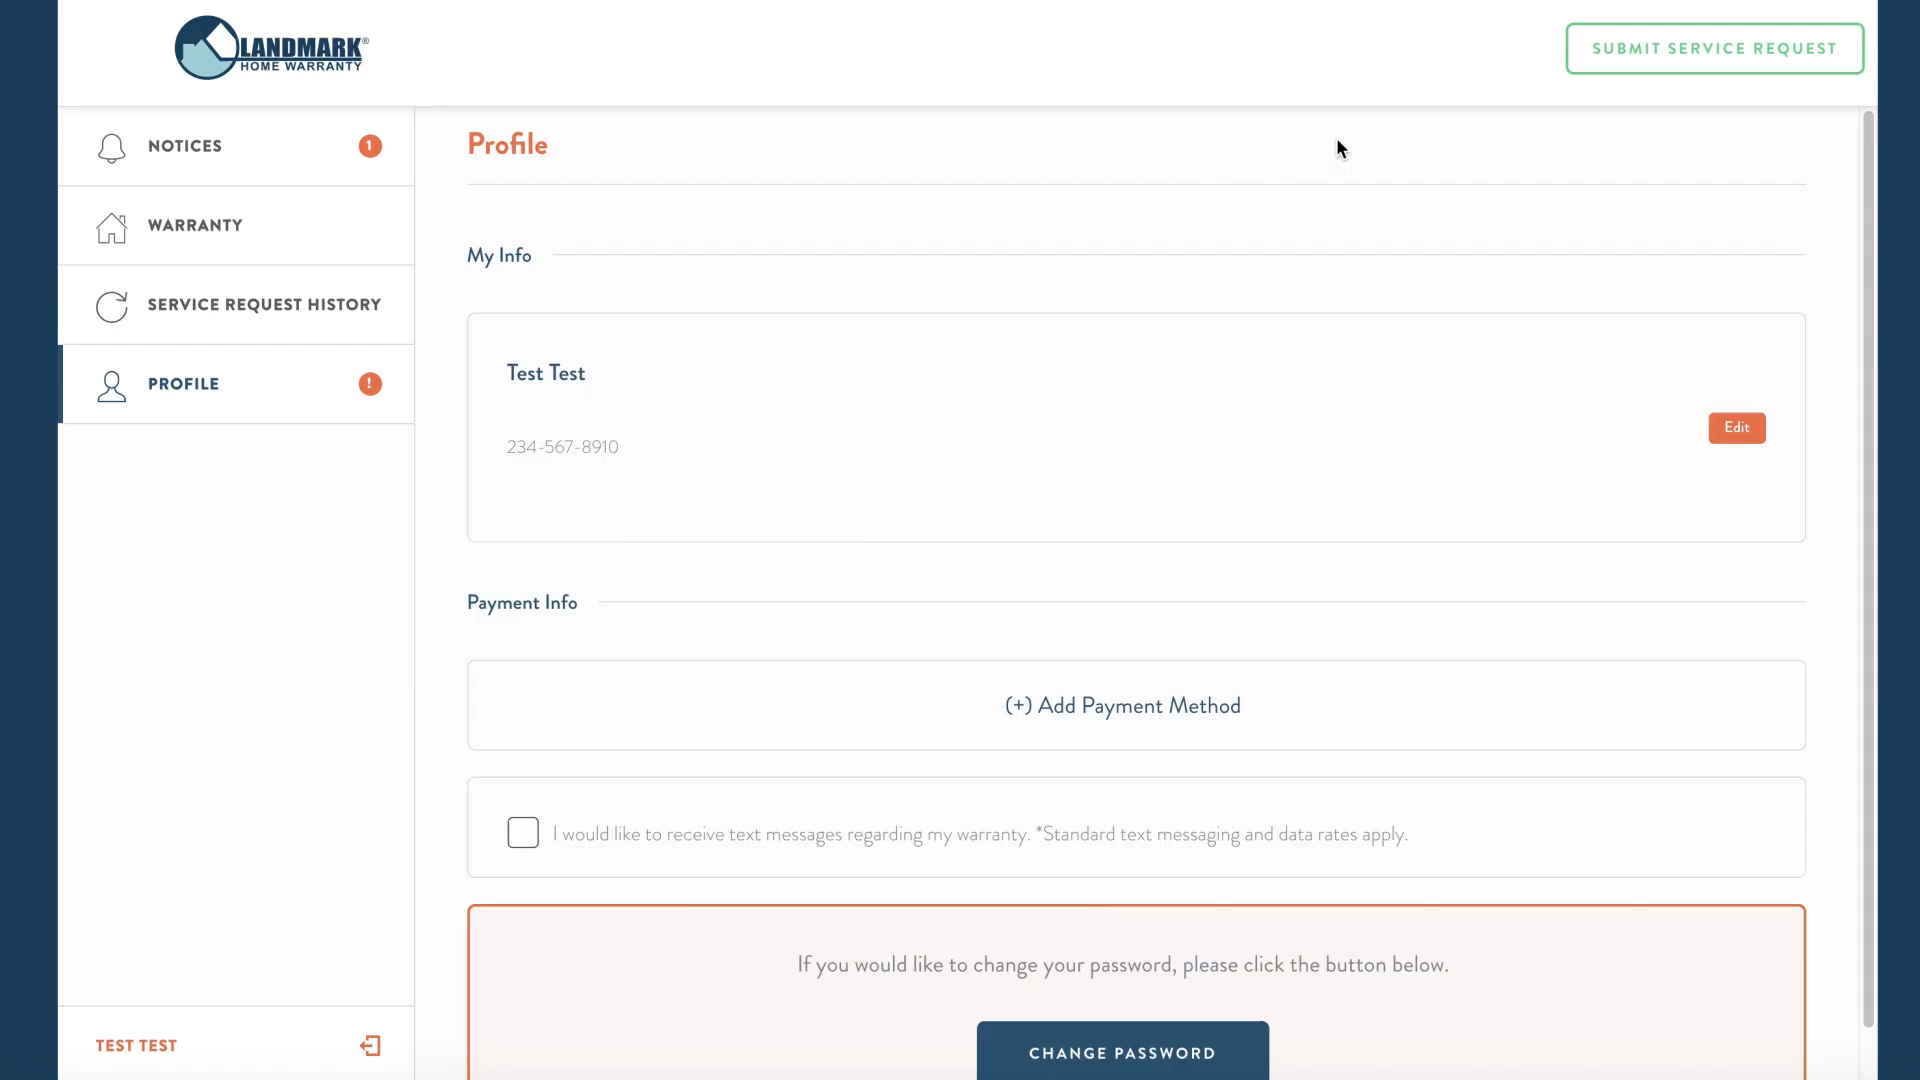 LANDMARK®
HOME WARRANTY
SUBMIT SERVICE REQUEST
NOTICES 1
WARRANTY
SERVICE REQUEST HISTORY
PROFILE !
TEST TEST
Profile
My Info
Test Test
234-567-8910
Edit
Payment Info
(+) Add Payment Method
I would like to receive text messages regarding my warranty. *Standard text messaging and data rates apply.
If you would like to change your password, please click the button below.
CHANGE PASSWORD